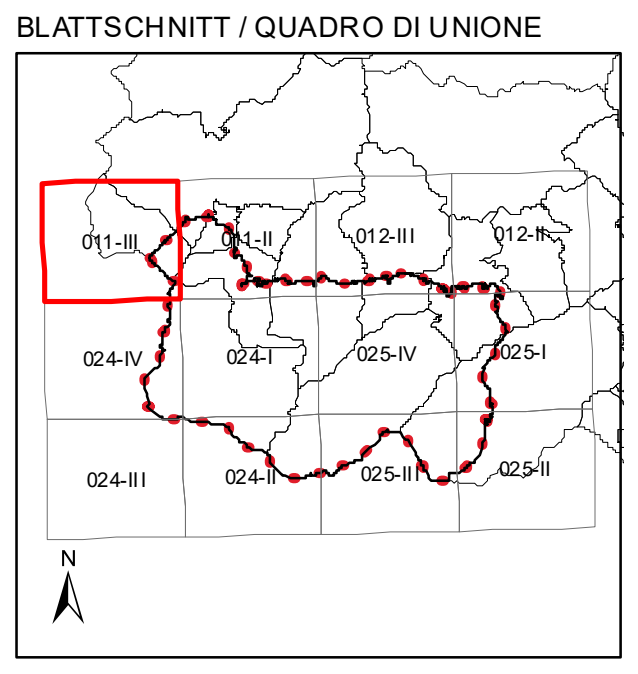 BLATTSCHNITT / QUADRO DI UNIONE
011-III
011-II
012-III
012-II
024-IV
024-I
025-IV
025-I
024-III
024-II
025-III
025-II
N